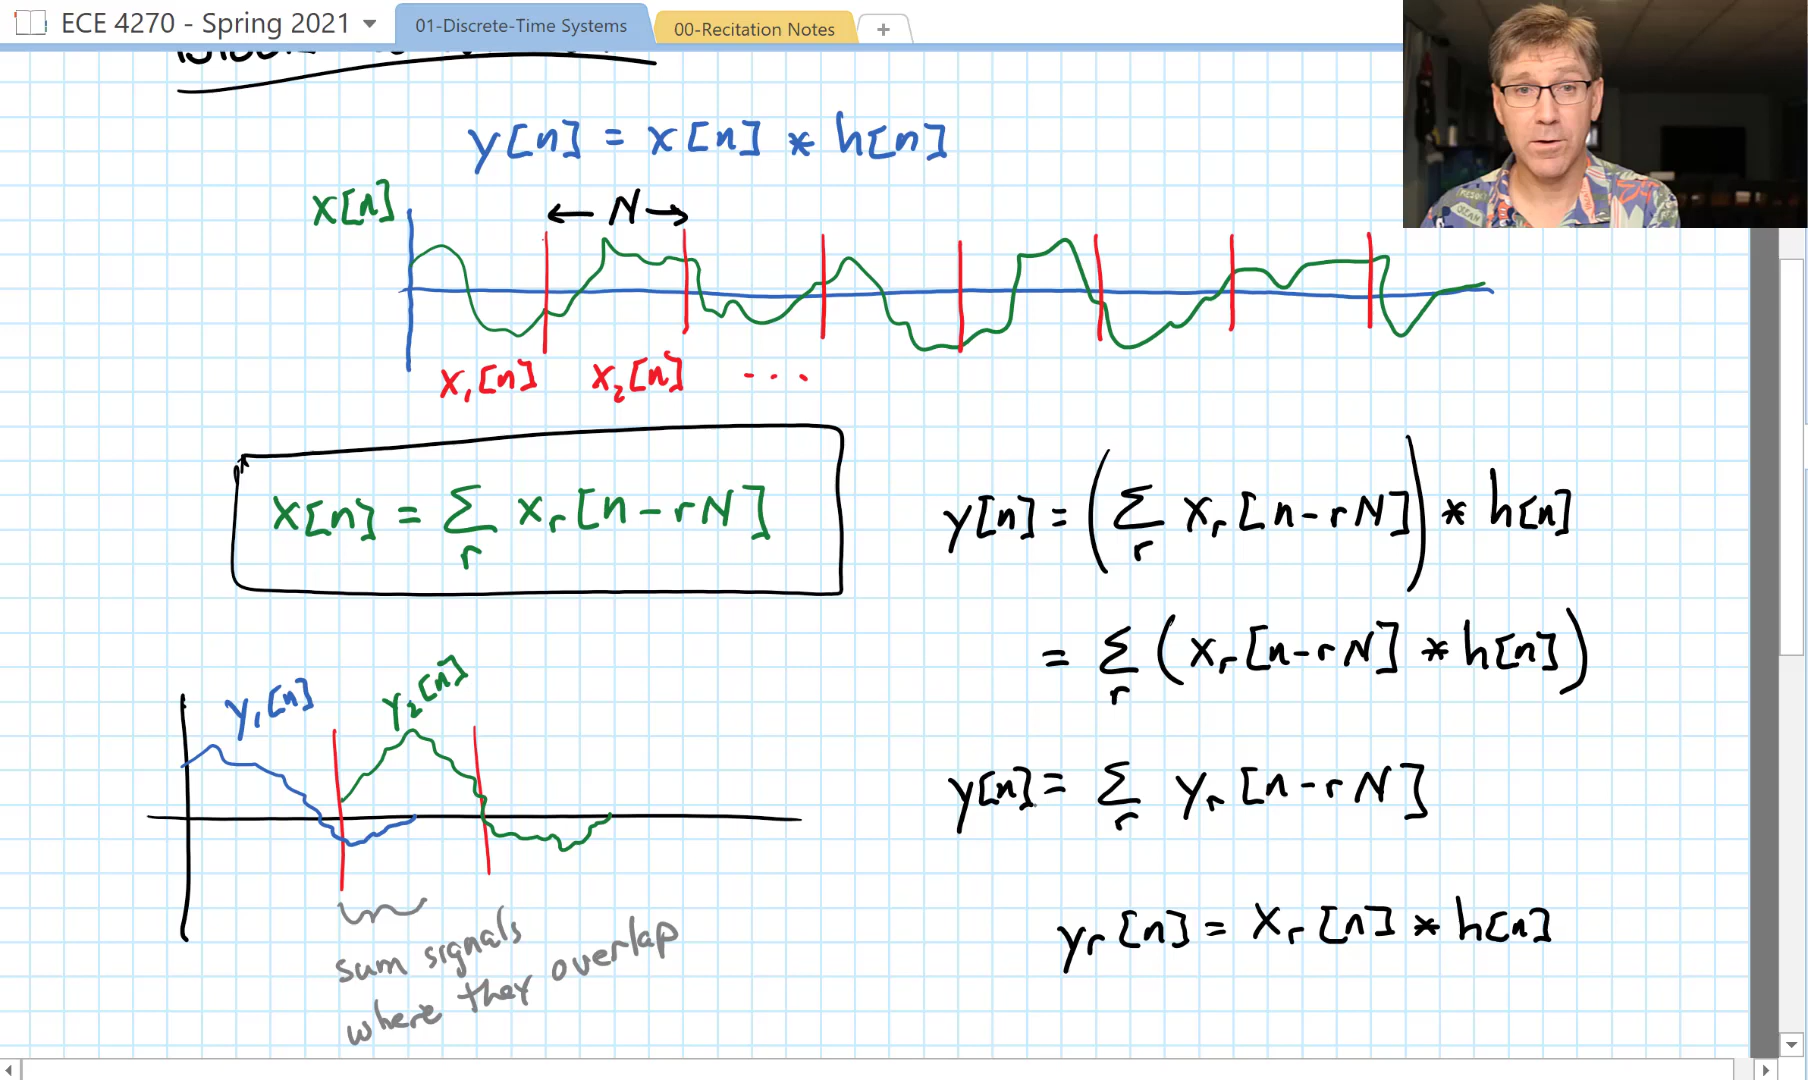 ECE 4270 - Spring 2021
01-Discrete-Time Systems
00-Recitation Notes
+
y[n] = x[n] * h[n]
x[n]
← N →
x₁[n] x₂[n] ...
x[n] = Σ_r x_r[n-rN]
y[n] = (Σ_r x_r[n-rN]) * h[n]
= Σ_r (x_r[n-rN] * h[n])
y₁[n] y₂[n]
y[n] = Σ_r y_r[n-rN]
y_r[n] = x_r[n] * h[n]
sum signals
where they overlap